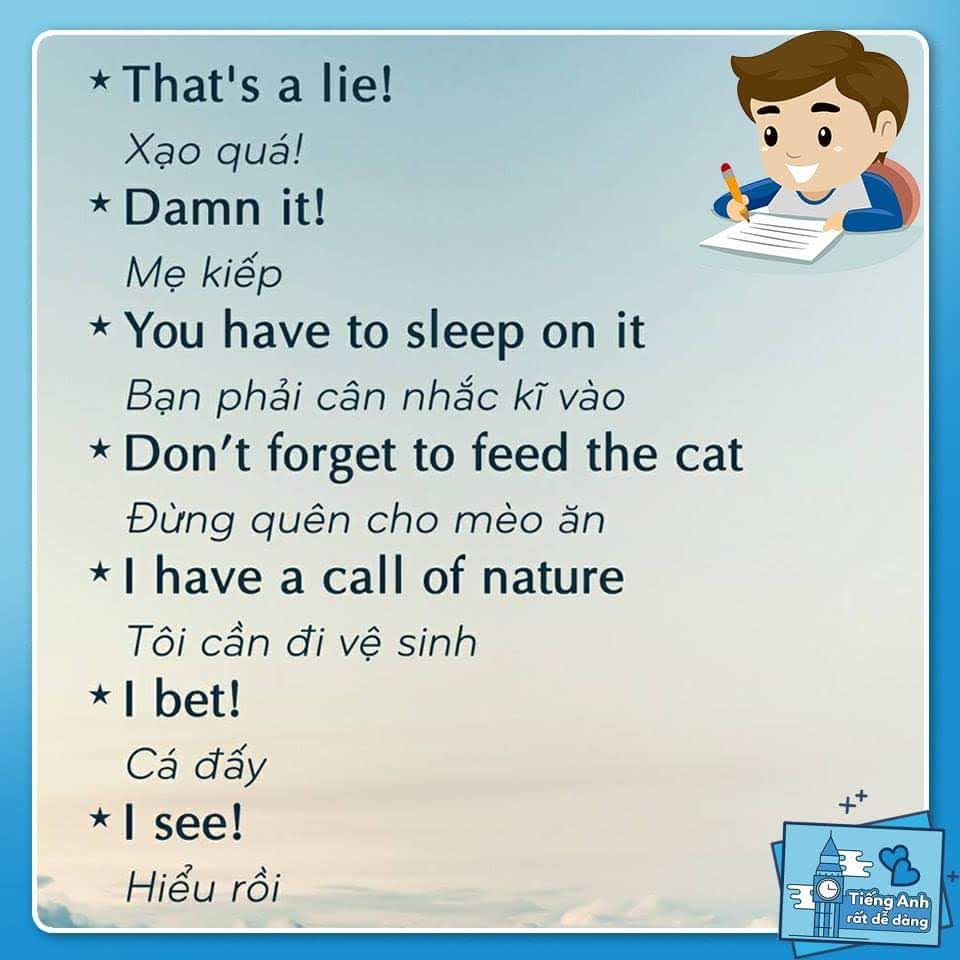 ★ That's a lie!
Xạo quá!
★ Damn it!
Mẹ kiếp
★ You have to sleep on it
Bạn phải cân nhắc kĩ vào
★ Don’t forget to feed the cat
Đừng quên cho mèo ăn
★ I have a call of nature
Tôi cần đi vệ sinh
★ I bet!
Cá đấy
★ I see!
Hiểu rồi
Tiếng Anh
rất dễ dàng